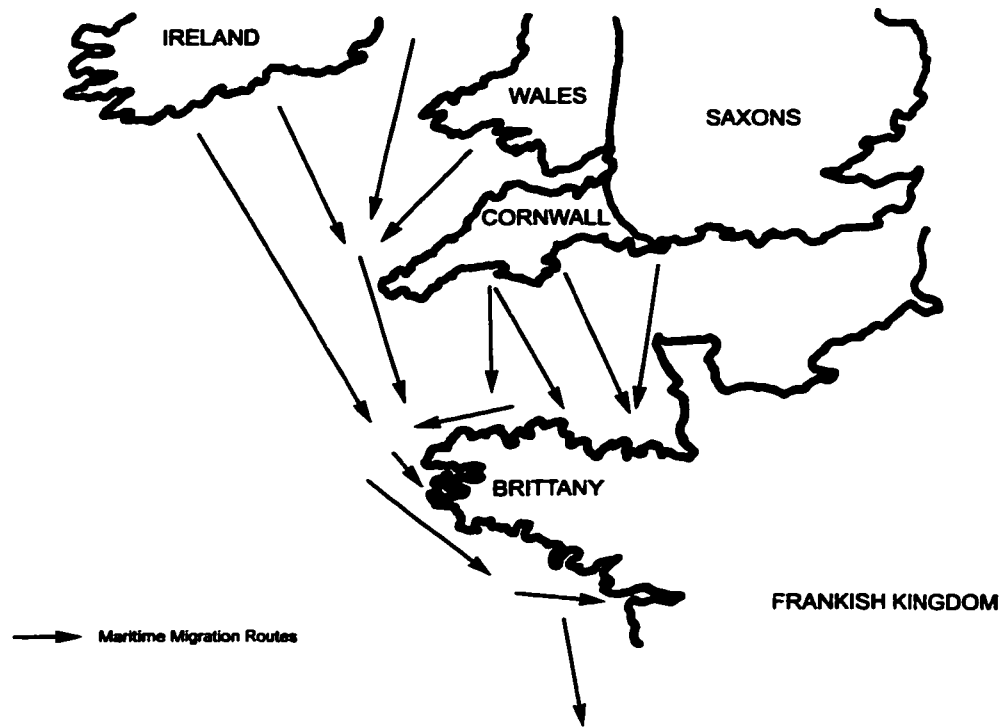 IRELAND
WALES
SAXONS
CORNWALL
BRITTANY
FRANKISH KINGDOM
Maritime Migration Routes